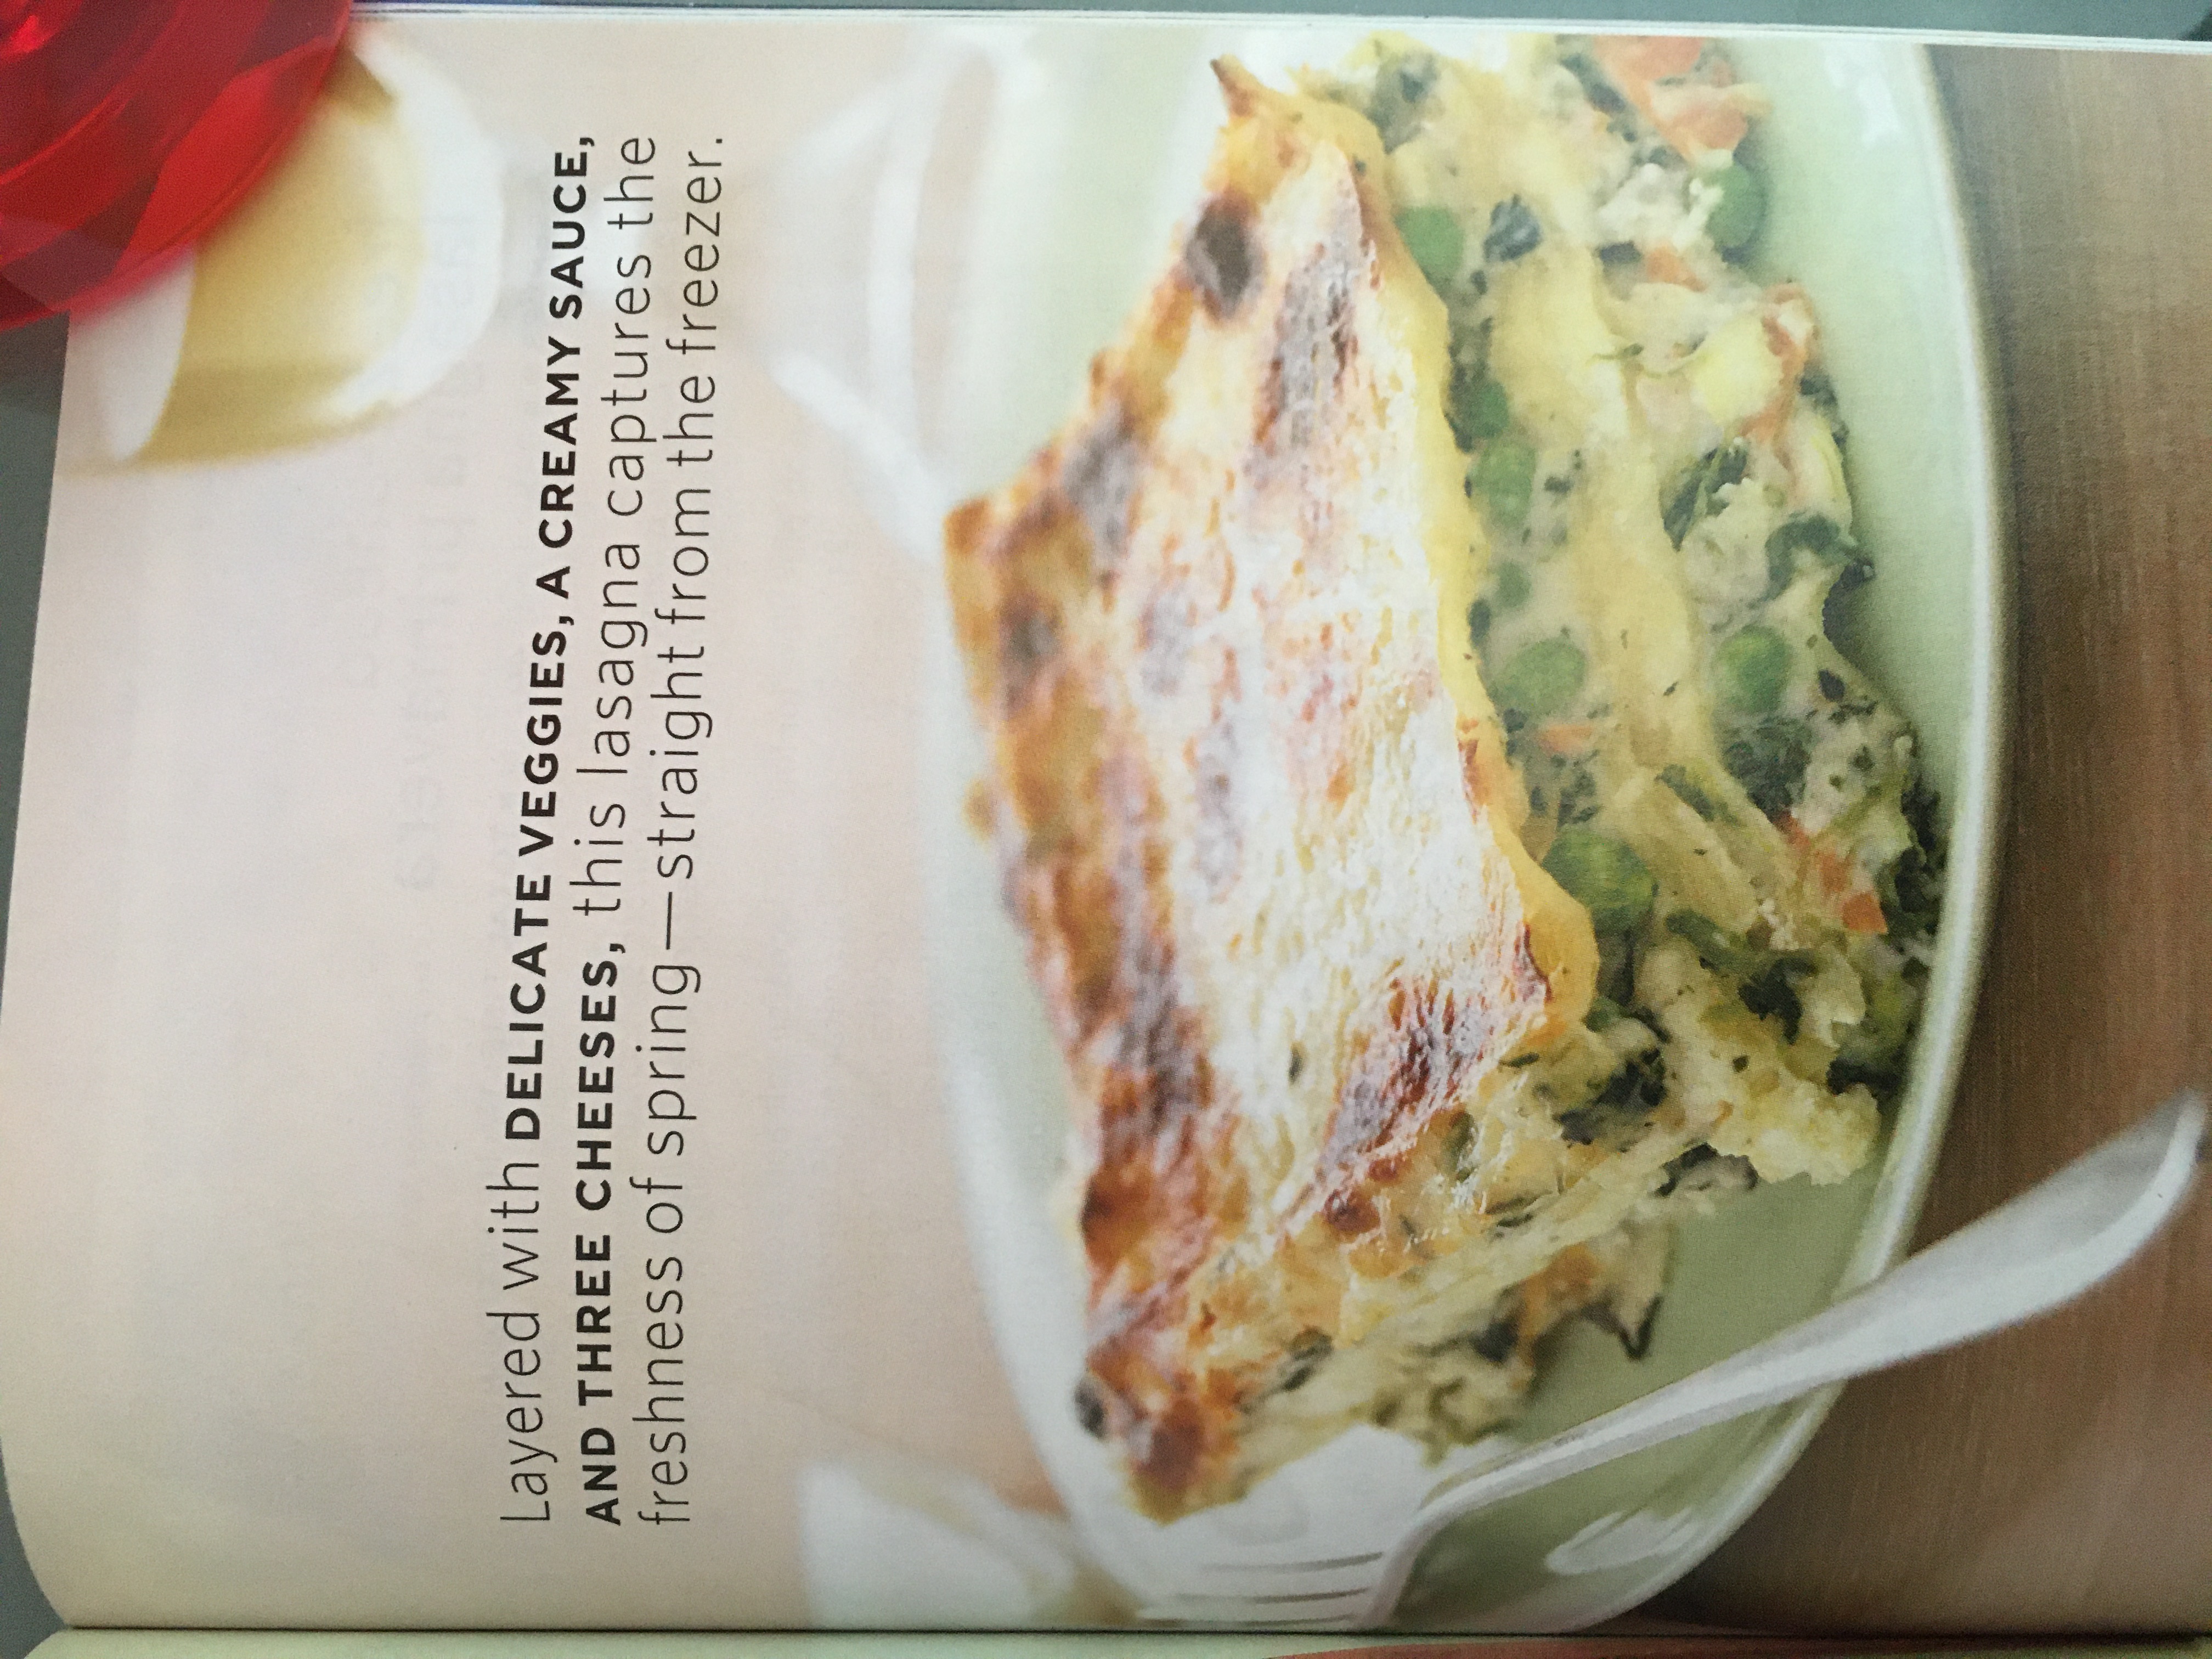 Layered with DELICATE VEGGIES, A CREAMY SAUCE,
AND THREE CHEESES, this lasagna captures the
freshness of spring—straight from the freezer.